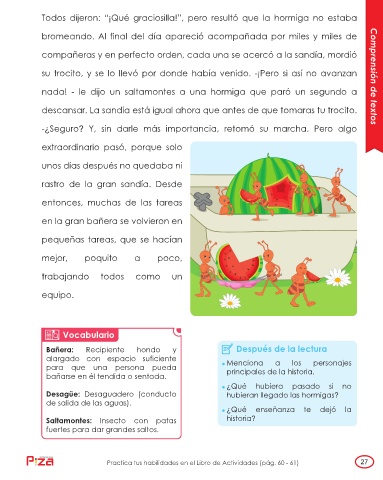 Todos dijeron: “¡Qué graciosilla!”, pero resultó que la hormiga no estaba
bromeando. Al final del día apareció acompañada por miles y miles de
compañeras y en perfecto orden, cada una se acercó a la sandía, mordió
su trocito, y se lo llevó por donde había venido. -¡Pero si así no avanzan
nada! - le dijo un saltamontes a una hormiga que paró un segundo a
descansar. La sandía está igual ahora que antes de que tomaras tu trocito.
-¿Seguro? Y, sin darle más importancia, retomó su marcha. Pero algo
extraordinario pasó, porque solo
unos días después no quedaba ni
rastro de la gran sandía. Desde
entonces, muchas de las tareas
en la gran bañera se volvieron en
pequeñas tareas, que se hacían
mejor, poquito a poco,
trabajando todos como un
equipo.
Comprensión de textos
Vocabulario
Bañera: Recipiente hondo y
alargado con espacio suficiente
para que una persona pueda
bañarse en él tendida o sentada.
Desagüe: Desaguadero (conducto
de salida de las aguas).
Saltamontes: Insecto con patas
fuertes para dar grandes saltos.
Después de la lectura
Menciona a los personajes
principales de la historia.
¿Qué hubiera pasado si no
hubieran llegado las hormigas?
¿Qué enseñanza te dejó la
historia?
Practica tus habilidades en el Libro de Actividades (pág. 60 - 61)
27